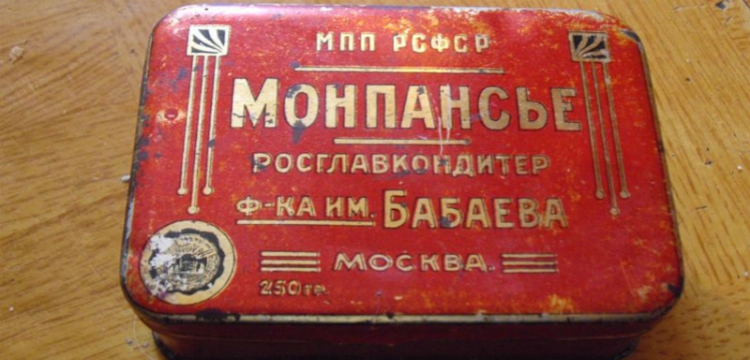 МПП РСФСР
МОНПАНСЬЕ
РОСГЛАВКОНДИТЕР
Ф-КА ИМ. БАБАЕВА
МОСКВА
250 гр.